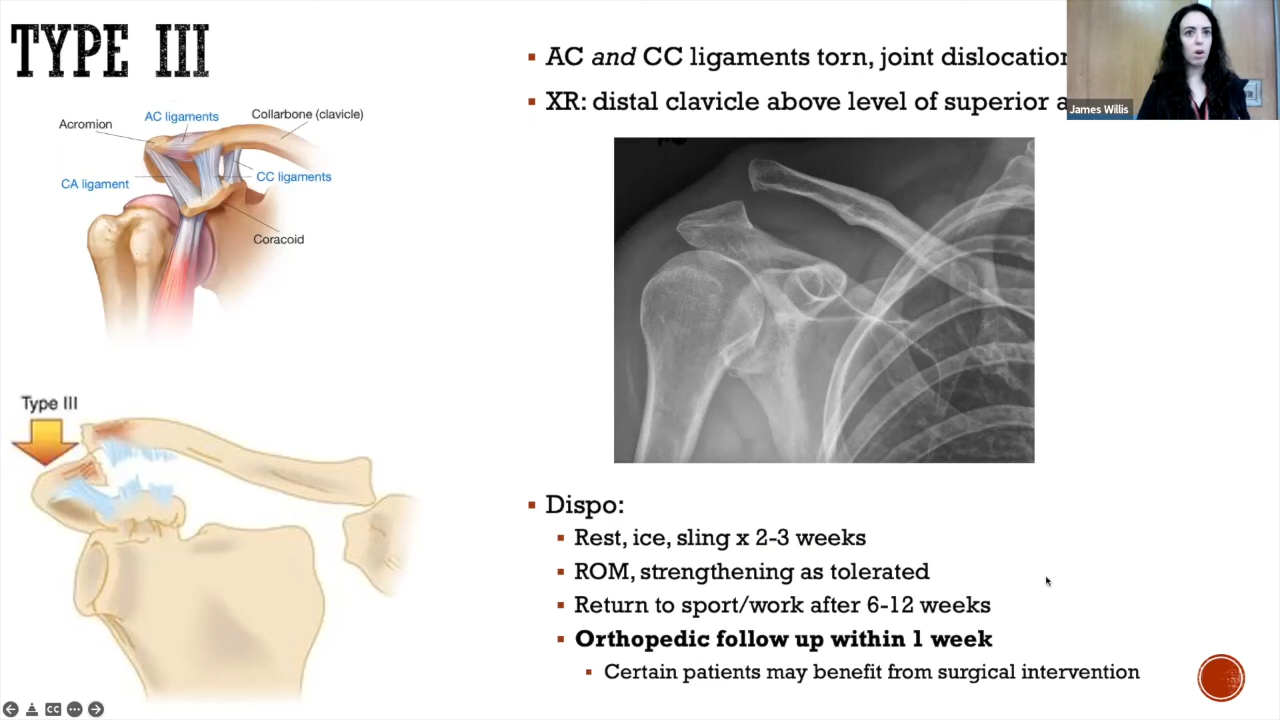 TYPE III
AC and CC ligaments torn, joint dislocation
XR: distal clavicle above level of superior a
James Willis
AC ligaments
Collarbone (clavicle)
Acromion
CA ligament
CC ligaments
Coracoid
Type III
Dispo:
Rest, ice, sling x 2-3 weeks
ROM, strengthening as tolerated
Return to sport/work after 6-12 weeks
Orthopedic follow up within 1 week
Certain patients may benefit from surgical intervention
CC